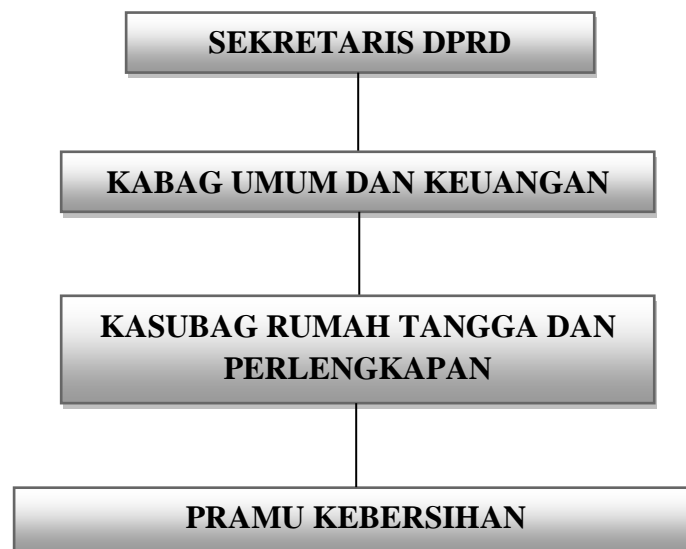 SEKRETARIS DPRD
KABAG UMUM DAN KEUANGAN
KASUBAG RUMAH TANGGA DAN
PERLENGKAPAN
PRAMU KEBERSIHAN